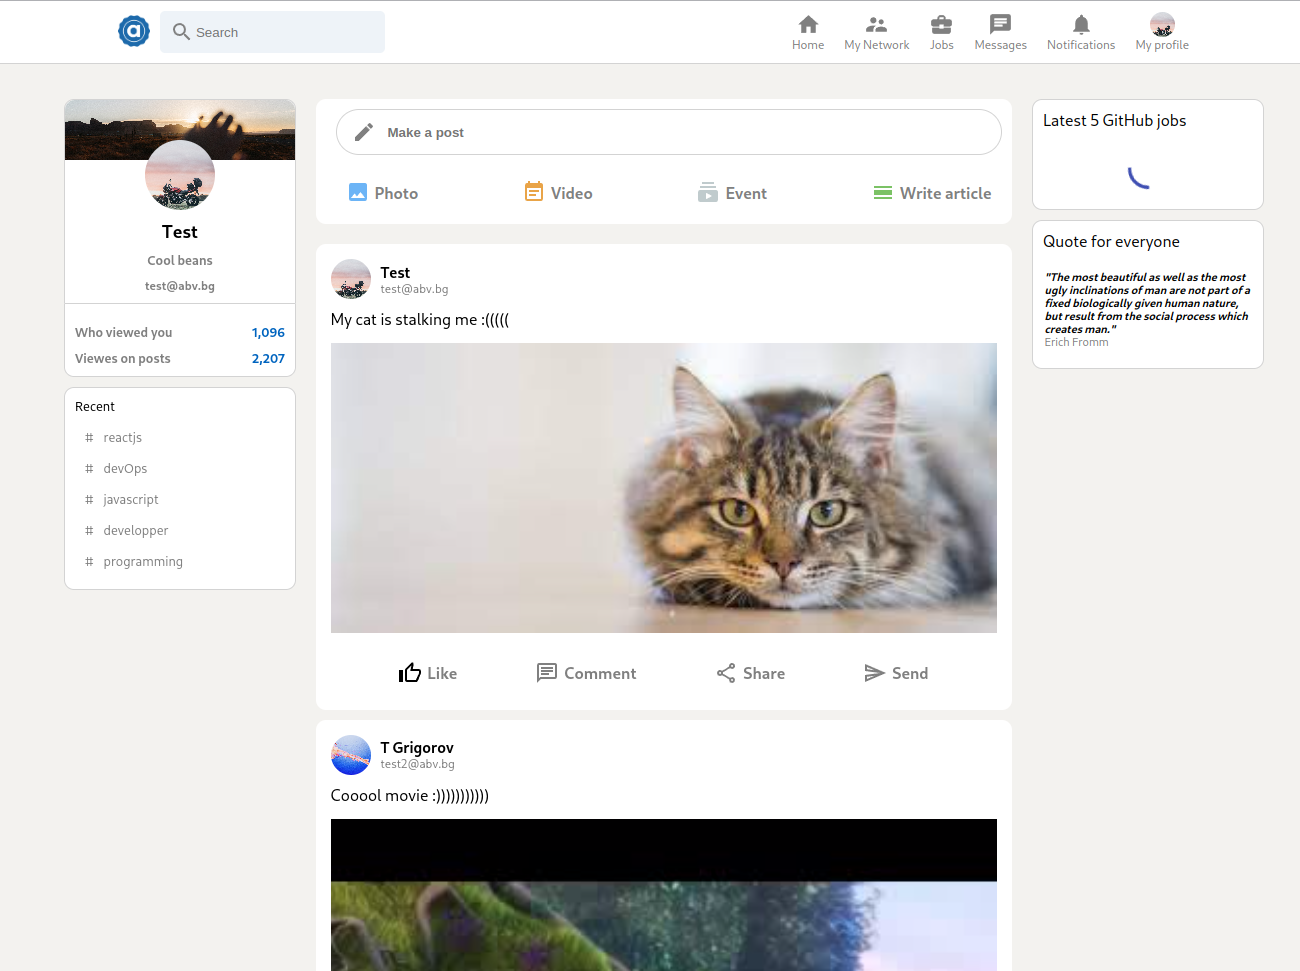 a
Search
Home
My Network
Jobs
Messages
Notifications
My profile
Test
Cool beans
test@abv.bg
Who viewed you 1,096
Viewes on posts 2,207
Recent
# reactjs
# devOps
# javascript
# developper
# programming
Make a post
Photo
Video
Event
Write article
Test
test@abv.bg
My cat is stalking me :(((((
Like
Comment
Share
Send
T Grigorov
test2@abv.bg
Cooool movie :)))))))))))
Latest 5 GitHub jobs
Quote for everyone
"The most beautiful as well as the most
ugly inclinations of man are not part of a
fixed biologically given human nature,
but result from the social process which
creates man."
Erich Fromm